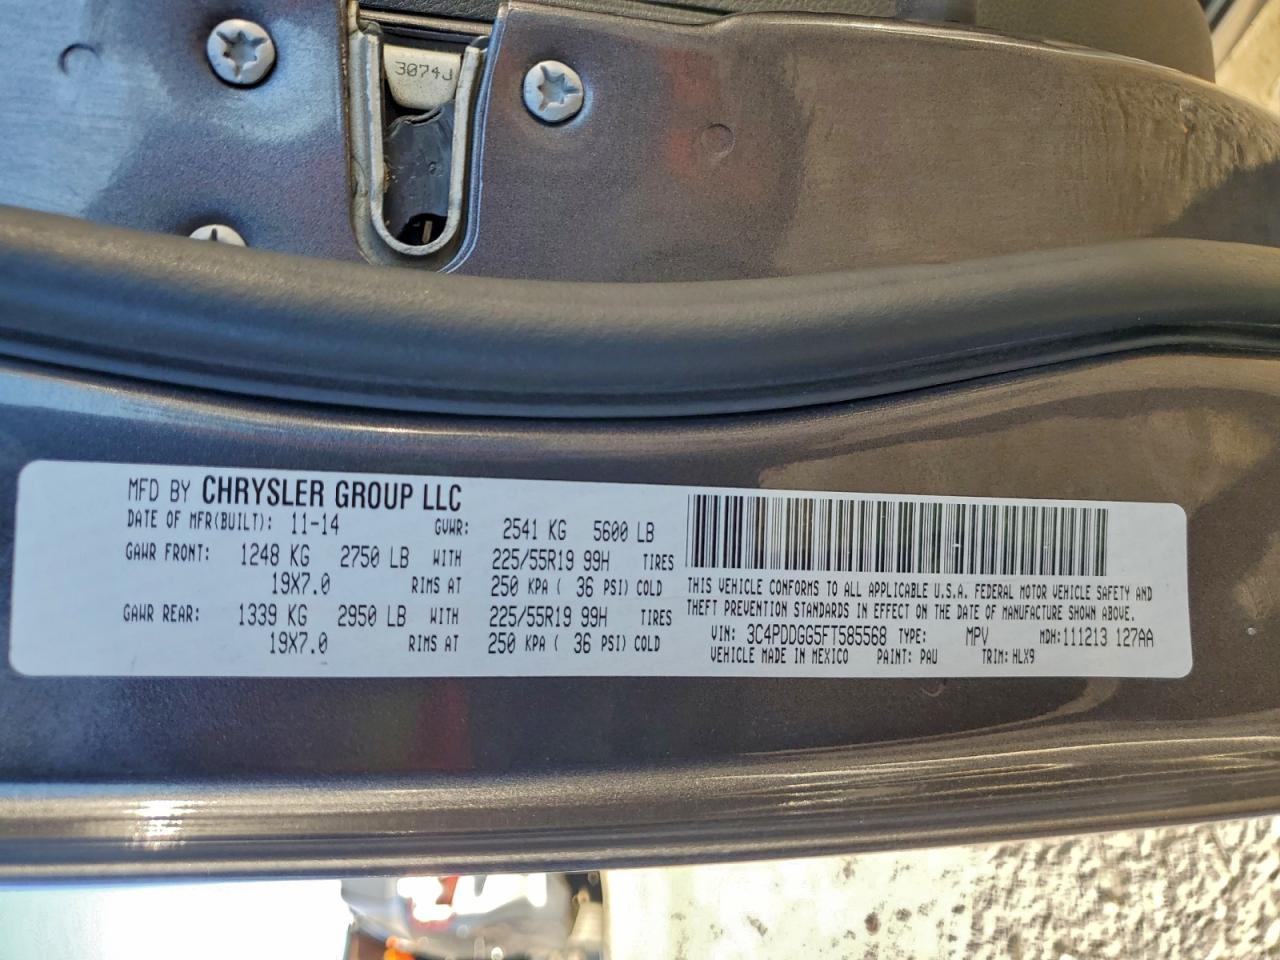 3074J
MFD BY CHRYSLER GROUP LLC
DATE OF MFR(BUILT): 11-14 GVWR: 2541 KG 5600 LB
GAWR FRONT: 1248 KG 2750 LB WITH 225/55R19 99H TIRES
19X7.0 RIMS AT 250 KPA ( 36 PSI) COLD
GAWR REAR: 1339 KG 2950 LB WITH 225/55R19 99H TIRES
19X7.0 RIMS AT 250 KPA ( 36 PSI) COLD
THIS VEHICLE CONFORMS TO ALL APPLICABLE U.S.A. FEDERAL MOTOR VEHICLE SAFETY AND
THEFT PREVENTION STANDARDS IN EFFECT ON THE DATE OF MANUFACTURE SHOWN ABOVE.
VIN: 3C4PDDGG5FT585568 TYPE: MPV MDH:111213 127AA
VEHICLE MADE IN MEXICO PAINT: PAU TRIM: HLX9